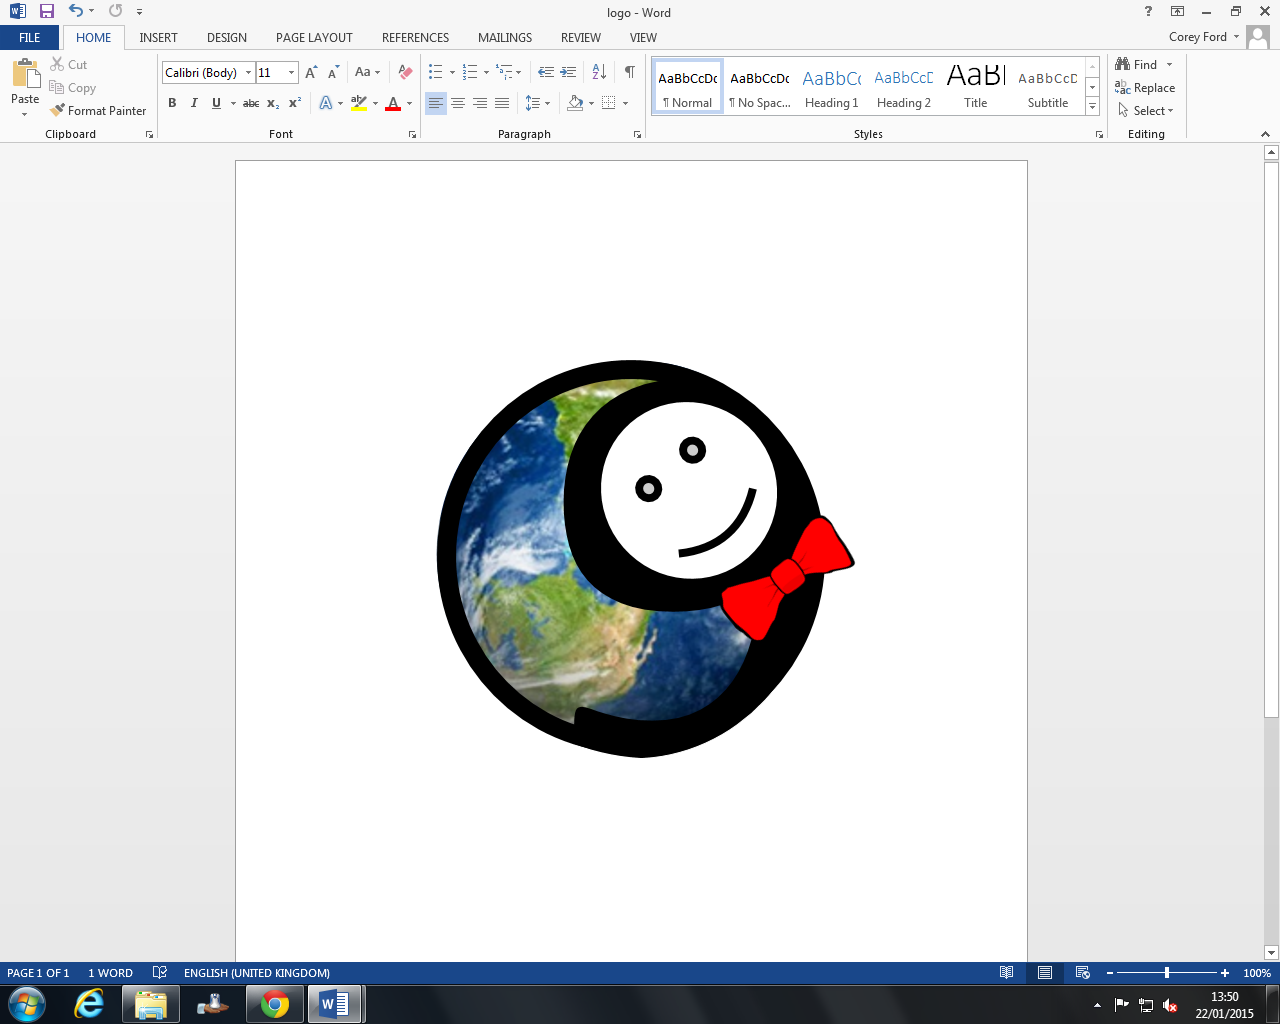 logo - Word
FILE HOME INSERT DESIGN PAGE LAYOUT REFERENCES MAILINGS REVIEW VIEW Corey Ford
Paste
Cut
Copy
Format Painter
Clipboard
Calibri (Body) 11
Font
Paragraph
AaBbCcDc AaBbCcDc AaBbCc AaBbCcD AaB AaBbCcD
¶ Normal ¶ No Spac... Heading 1 Heading 2 Title Subtitle
Styles
Find
Replace
Select
Editing
PAGE 1 OF 1 1 WORD ENGLISH (UNITED KINGDOM) 100%
13:50
22/01/2015